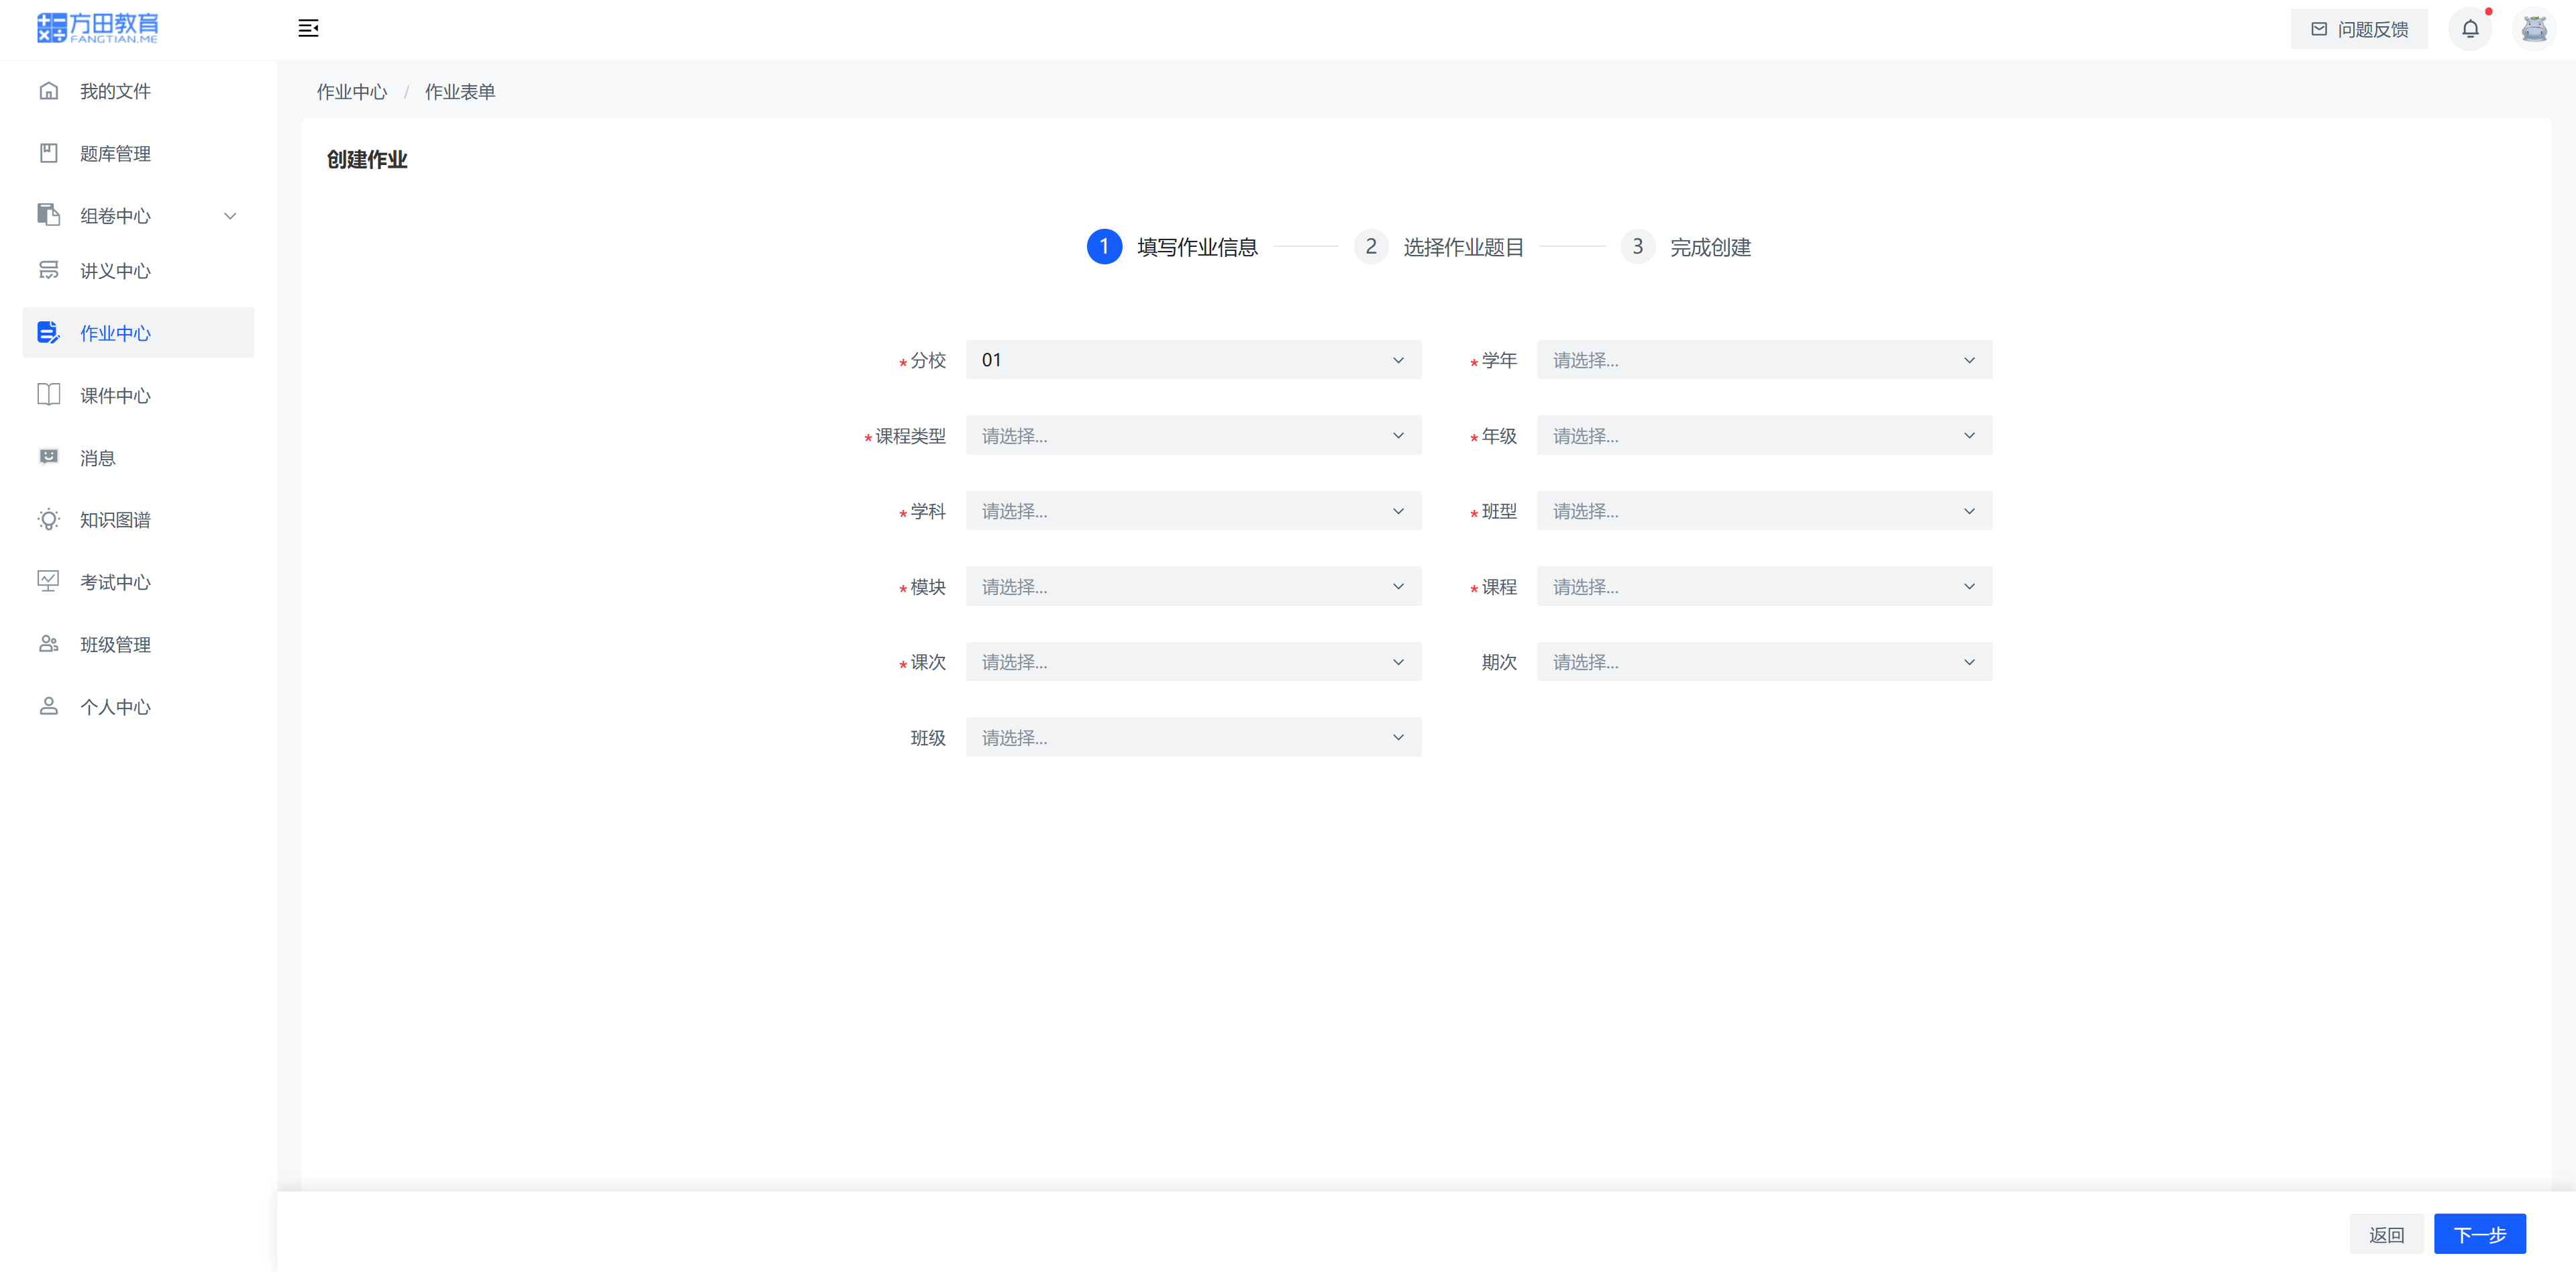 方田教育
FANGTIAN.ME
问题反馈
我的文件
题库管理
组卷中心
讲义中心
作业中心
课件中心
消息
知识图谱
考试中心
班级管理
个人中心
作业中心 / 作业表单
创建作业
1 填写作业信息 2 选择作业题目 3 完成创建
*分校 01 *学年 请选择...
*课程类型 请选择... *年级 请选择...
*学科 请选择... *班型 请选择...
*模块 请选择... *课程 请选择...
*课次 请选择... 期次 请选择...
班级 请选择...
返回 下一步